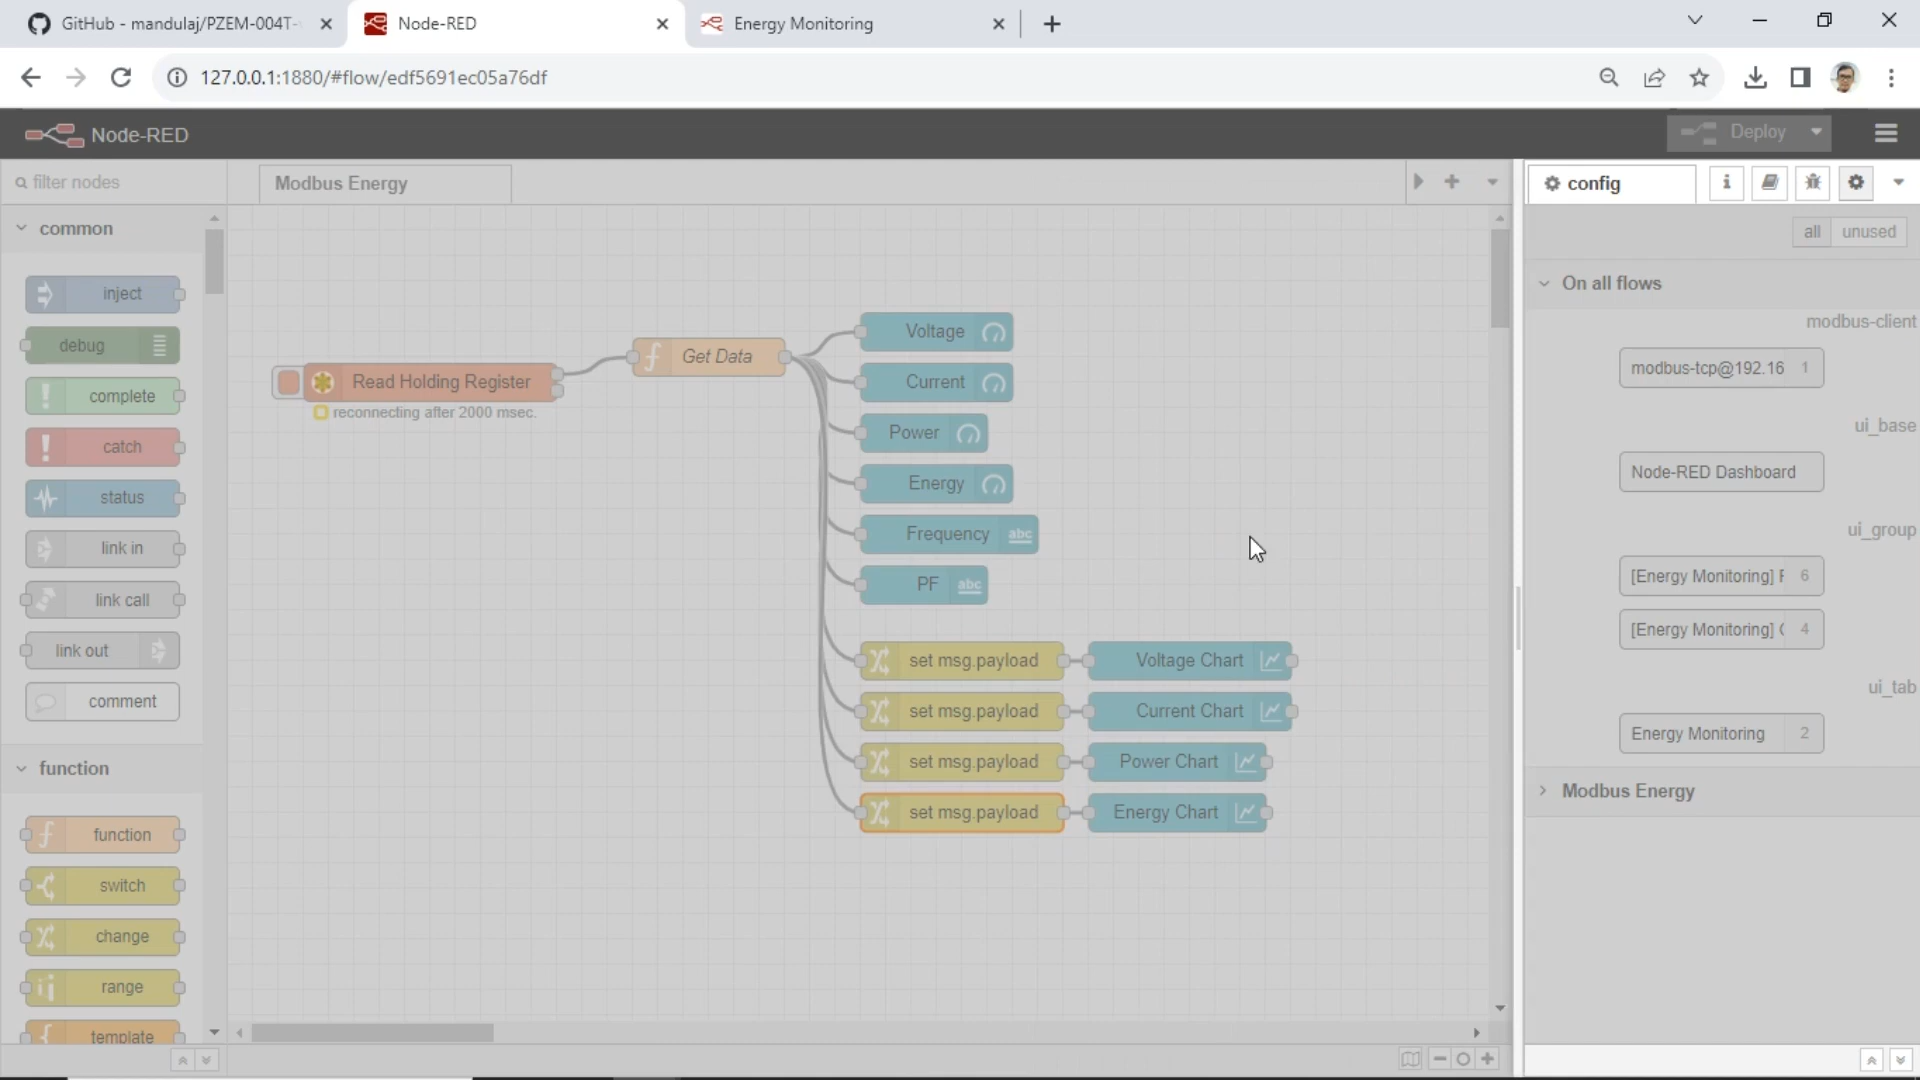 GitHub - mandulaj/PZEM-004T-
Node-RED
Energy Monitoring
127.0.0.1:1880/#flow/edf5691ec05a76df
Node-RED
Deploy
filter nodes
Modbus Energy
config
common
all
unused
inject
debug
complete
catch
status
link in
link call
link out
comment
function
function
switch
change
range
template
Read Holding Register
reconnecting after 2000 msec.
Get Data
Voltage
Current
Power
Energy
Frequency
abc
PF
abc
set msg.payload
Voltage Chart
set msg.payload
Current Chart
set msg.payload
Power Chart
set msg.payload
Energy Chart
On all flows
modbus-client
modbus-tcp@192.16
1
ui_base
Node-RED Dashboard
ui_group
[Energy Monitoring]
6
[Energy Monitoring]
4
ui_tab
Energy Monitoring
2
Modbus Energy